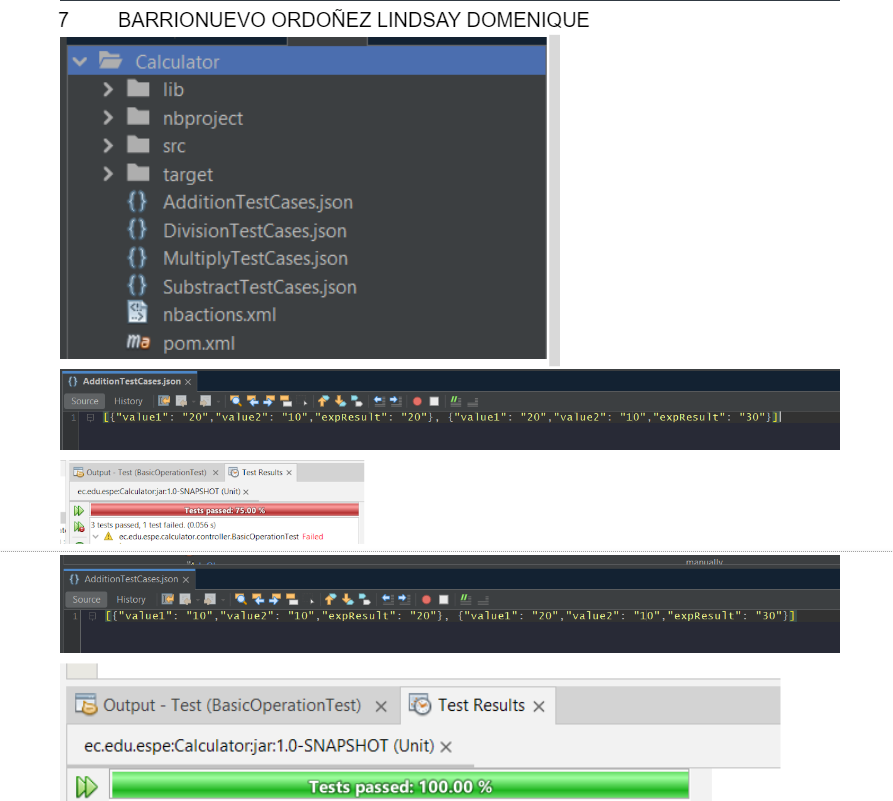 7 BARRIONUEVO ORDOÑEZ LINDSAY DOMENIQUE
Calculator
lib
nbproject
src
target
AdditionTestCases.json
DivisionTestCases.json
MultiplyTestCases.json
SubstractTestCases.json
nbactions.xml
pom.xml
AdditionTestCases.json
Source History
1 [{"value1": "20","value2": "10","expResult": "20"}, {"value1": "20","value2": "10","expResult": "30"}]
Output - Test (BasicOperationTest) Test Results
ec.edu.espe:Calculator:jar:1.0-SNAPSHOT (Unit)
Tests passed: 75.00 %
3 tests passed, 1 test failed. (0.056 s)
ec.edu.espe.calculator.controller.BasicOperationTest Failed
manually
AdditionTestCases.json
Source History
1 [{"value1": "10","value2": "10","expResult": "20"}, {"value1": "20","value2": "10","expResult": "30"}]
Output - Test (BasicOperationTest) Test Results
ec.edu.espe:Calculator:jar:1.0-SNAPSHOT (Unit)
Tests passed: 100.00 %